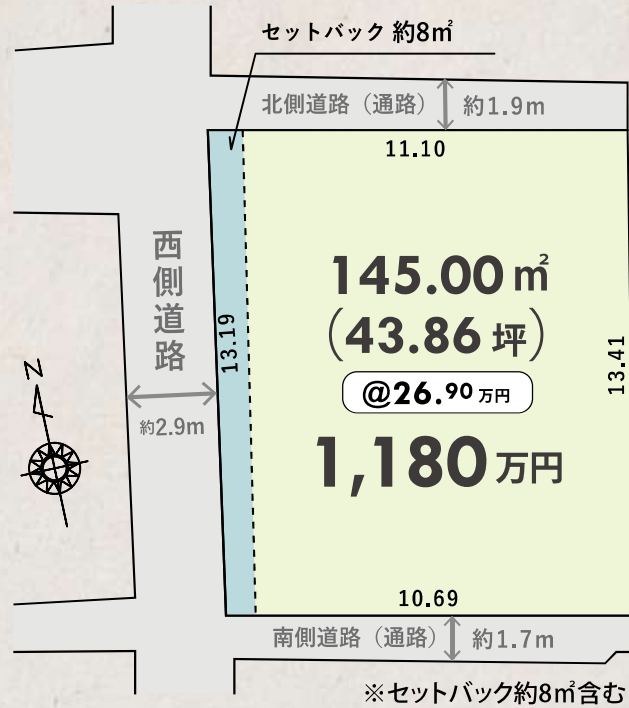 セットバック 約8㎡
北側道路（通路） 約1.9m
11.10
西側道路
13.19
145.00㎡
(43.86坪)
@26.90万円
1,180万円
13.41
約2.9m
N
10.69
南側道路（通路） 約1.7m
※セットバック約8㎡含む